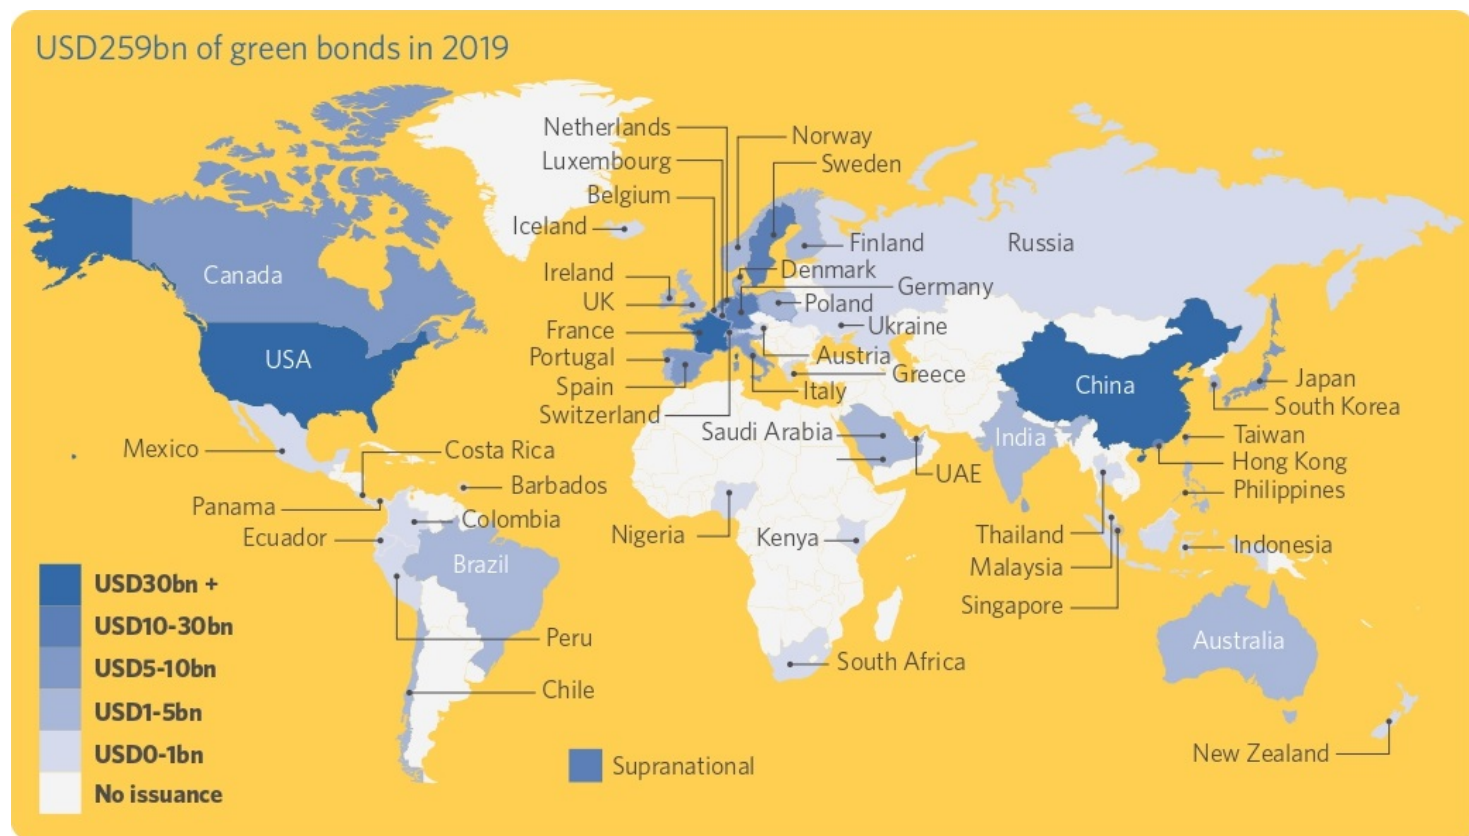 USD259bn of green bonds in 2019
Netherlands
Norway
Luxembourg
Sweden
Belgium
Iceland
Finland
Russia
Canada
Ireland
Denmark
Germany
UK
Poland
France
Ukraine
USA
Portugal
Austria
Spain
Greece
Italy
China
Japan
Switzerland
South Korea
Saudi Arabia
India
Taiwan
Mexico
Costa Rica
Hong Kong
UAE
Barbados
Philippines
Panama
Colombia
Ecuador
Nigeria
Kenya
Thailand
Indonesia
Brazil
Malaysia
Singapore
Peru
Australia
South Africa
Chile
New Zealand
USD30bn +
USD10-30bn
USD5-10bn
USD1-5bn
USD0-1bn
No issuance
Supranational